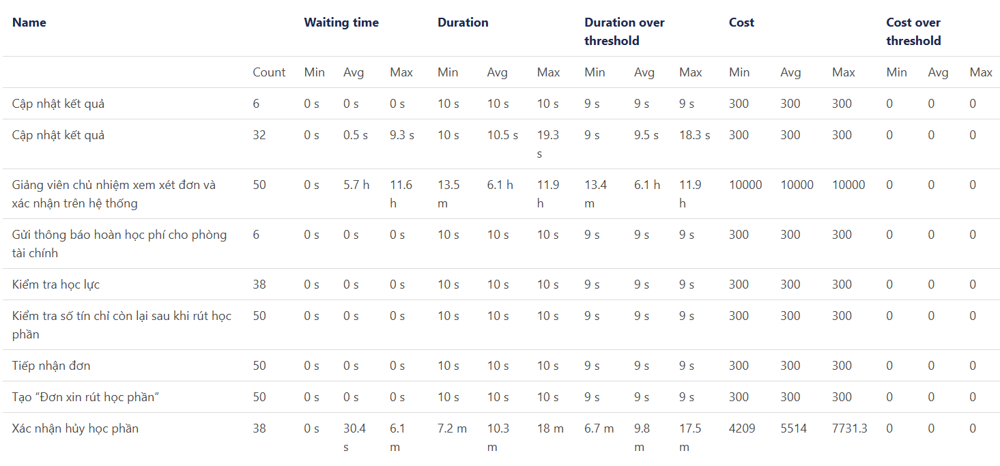 Name Waiting time Duration Duration over Cost Cost over
threshold threshold
Count Min Avg Max Min Avg Max Min Avg Max Min Avg Max Min Avg Max
Cập nhật kết quả 6 0 s 0 s 0 s 10 s 10 s 10 s 9 s 9 s 9 s 300 300 300 0 0 0
Cập nhật kết quả 32 0 s 0.5 s 9.3 s 10 s 10.5 s 19.3 9 s 9.5 s 18.3 s 300 300 300 0 0 0
s
Giảng viên chủ nhiệm xem xét đơn và 50 0 s 5.7 h 11.6 13.5 6.1 h 11.9 13.4 6.1 h 11.9 10000 10000 10000 0 0 0
xác nhận trên hệ thống h m h m h
Gửi thông báo hoàn học phí cho phòng 6 0 s 0 s 0 s 10 s 10 s 10 s 9 s 9 s 9 s 300 300 300 0 0 0
tài chính
Kiểm tra học lực 38 0 s 0 s 0 s 10 s 10 s 10 s 9 s 9 s 9 s 300 300 300 0 0 0
Kiểm tra số tín chỉ còn lại sau khi rút học 50 0 s 0 s 0 s 10 s 10 s 10 s 9 s 9 s 9 s 300 300 300 0 0 0
phần
Tiếp nhận đơn 50 0 s 0 s 0 s 10 s 10 s 10 s 9 s 9 s 9 s 300 300 300 0 0 0
Tạo “Đơn xin rút học phần” 50 0 s 0 s 0 s 10 s 10 s 10 s 9 s 9 s 9 s 300 300 300 0 0 0
Xác nhận hủy học phần 38 0 s 30.4 6.1 7.2 m 10.3 18 m 6.7 m 9.8 17.5 4209 5514 7731.3 0 0 0
s m m m m